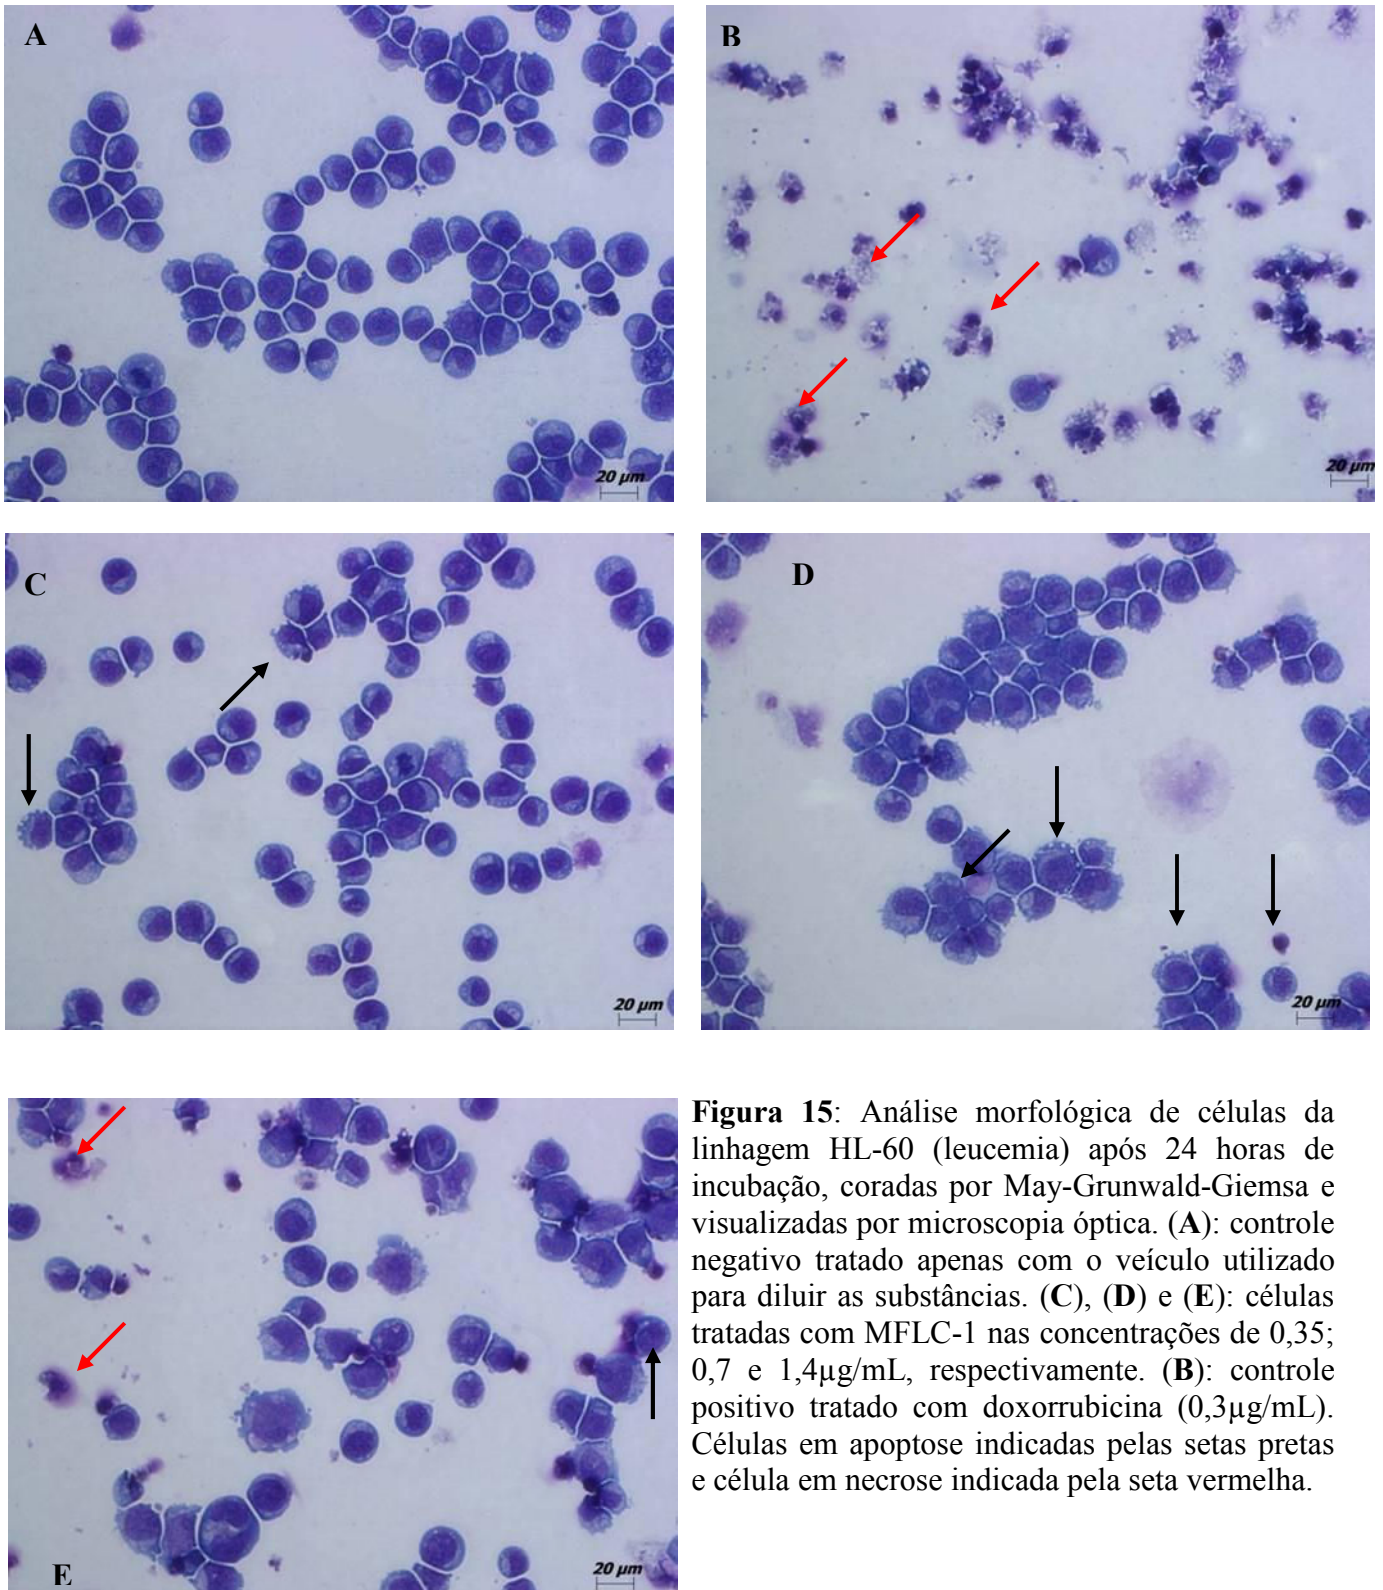 A
B
20 µm
20 µm
C
D
20 µm
20 µm
Figura 15: Análise morfológica de células da
linhagem HL-60 (leucemia) após 24 horas de
incubação, coradas por May-Grunwald-Giemsa e
visualizadas por microscopia óptica. (A): controle
negativo tratado apenas com o veículo utilizado
para diluir as substâncias. (C), (D) e (E): células
tratadas com MFLC-1 nas concentrações de 0,35;
0,7 e 1,4µg/mL, respectivamente. (B): controle
positivo tratado com doxorrubicina (0,3µg/mL).
Células em apoptose indicadas pelas setas pretas
e célula em necrose indicada pela seta vermelha.
E
20 µm